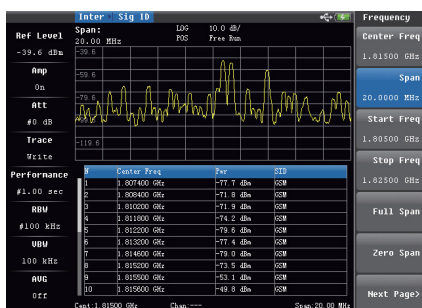 Inter Sig ID
Ref Level
-39.6 dBm
Amp
On
Att
#0 dB
Trace
Write
Performance
#1.00 sec
RBW
#100 kHz
VBW
100 kHz
AVG
Off
Span:
20.00 MHz
LOG 10.0 dB/
POS Free Run
-39.6
-59.6
-79.6
-119.6
N Center Freq Pwr SID
1 1.807400 GHz -77.7 dBm GSM
2 1.808400 GHz -71.8 dBm GSM
3 1.810200 GHz -71.9 dBm GSM
4 1.811800 GHz -74.2 dBm GSM
5 1.812200 GHz -79.6 dBm GSM
6 1.813200 GHz -77.4 dBm GSM
7 1.814600 GHz -79.0 dBm GSM
8 1.815200 GHz -73.5 dBm GSM
9 1.815500 GHz -53.1 dBm GSM
10 1.815600 GHz -49.8 dBm GSM
Cent:1.81500 GHz Chan:--- Span:20.00 MHz
Frequency
Center Freq
1.81500 GHz
Span
20.0000 MHz
Start Freq
1.80500 GHz
Stop Freq
1.82500 GHz
Full Span
Zero Span
Next Page>